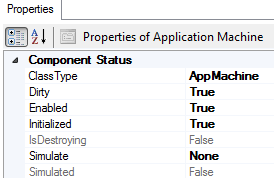 Properties
Properties of Application Machine
Component Status
ClassType AppMachine
Dirty True
Enabled True
Initialized True
IsDestroying False
Simulate None
Simulated False